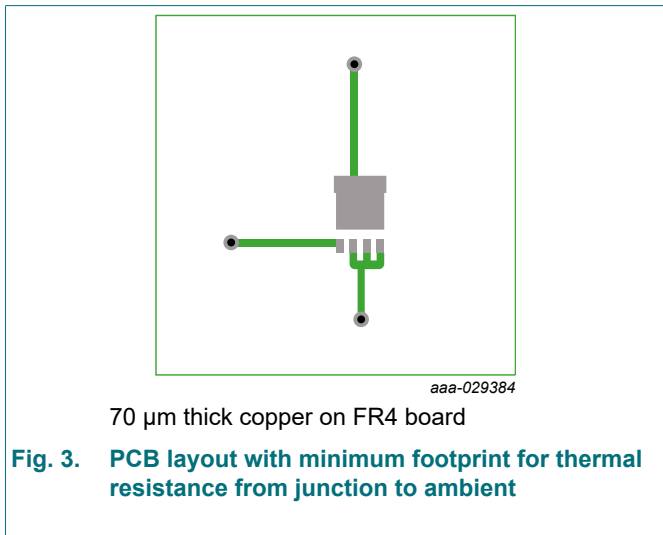 aaa-029384
70 µm thick copper on FR4 board
Fig. 3. PCB layout with minimum footprint for thermal
resistance from junction to ambient